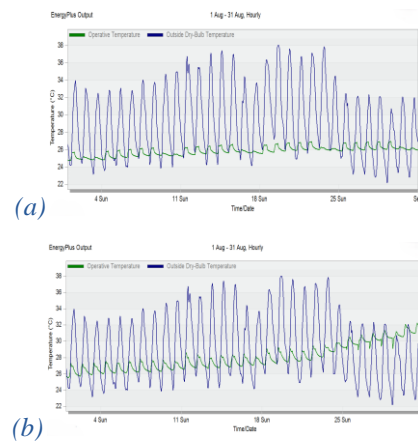 EnergyPlus Output 1 Aug - 31 Aug, Hourly
Operative Temperature Outside Dry-Bulb Temperature
38
36
34
32
30
28
26
24
22
Temperature (°C)
4 Sun 11 Sun 18 Sun 25 Sun Se
Time/Date
(a)
EnergyPlus Output 1 Aug - 31 Aug, Hourly
Operative Temperature Outside Dry-Bulb Temperature
38
36
34
32
30
28
26
24
22
Temperature (°C)
4 Sun 11 Sun 18 Sun 25 Sun
Time/Date
(b)